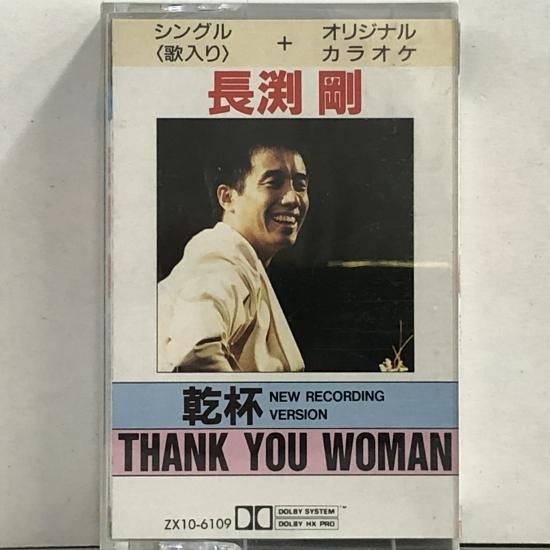 シングル
〈歌入り〉
+
オリジナル
カラオケ
長渕 剛
乾杯
NEW RECORDING
VERSION
THANK YOU WOMAN
ZX10-6109
DOLBY SYSTEM
DOLBY HX PRO
™